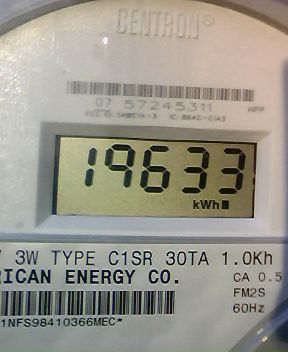 CENTRON®
07 57245311
HPP
19633
kWh
3W TYPE C1SR 30TA 1.0Kh
RICAN ENERGY CO.
CA 0.5
FM2S
60Hz
1NFS98410366MEC*